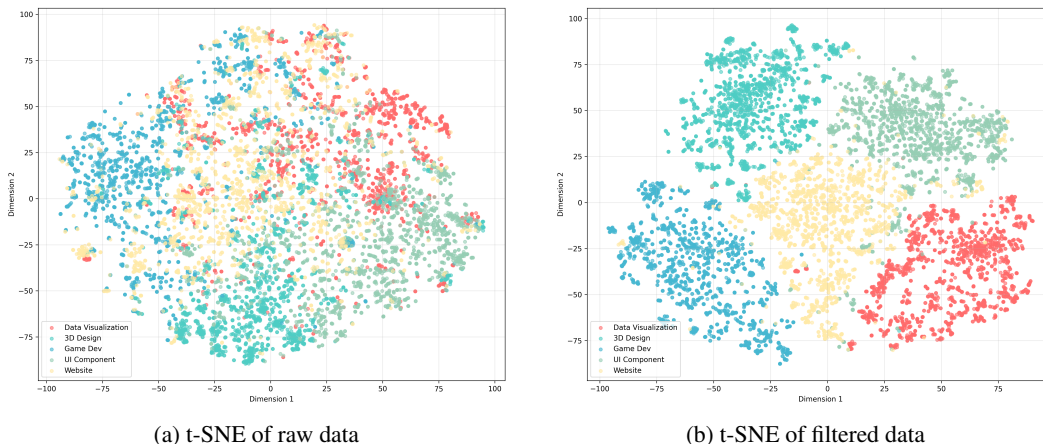 100
75
50
25
0
−25
−50
−75
Dimension 2
−100
−75
−50
−25
0
25
50
75
100
Dimension 1
Data Visualization
3D Design
Game Dev
UI Component
Website
(a) t-SNE of raw data
100
75
50
25
0
−25
−50
−75
Dimension 2
−100
−75
−50
−25
0
25
50
75
Dimension 1
Data Visualization
3D Design
Game Dev
UI Component
Website
(b) t-SNE of filtered data